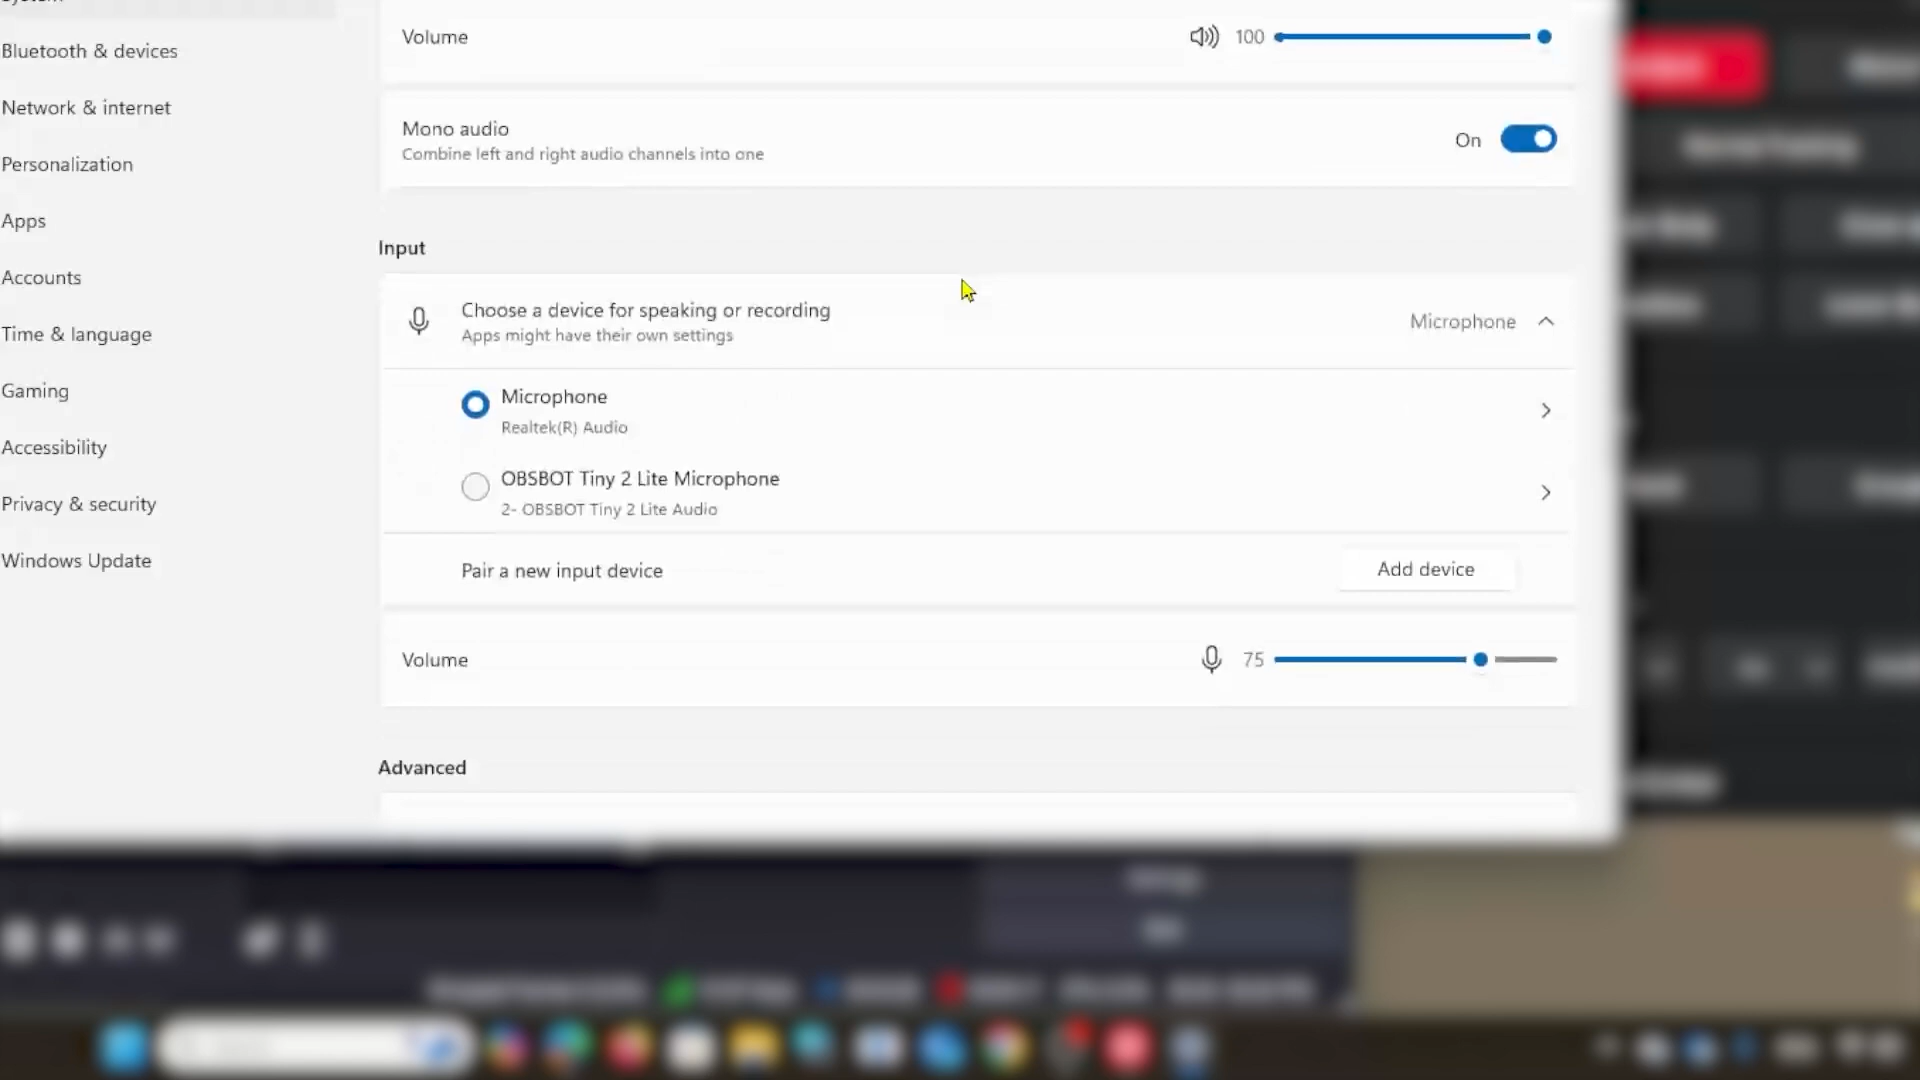 Bluetooth & devices
Network & internet
Personalization
Apps
Accounts
Time & language
Gaming
Accessibility
Privacy & security
Windows Update
Volume
100
Mono audio
Combine left and right audio channels into one
On
Input
Choose a device for speaking or recording
Apps might have their own settings
Microphone
Microphone
Realtek(R) Audio
OBSBOT Tiny 2 Lite Microphone
2- OBSBOT Tiny 2 Lite Audio
Pair a new input device
Add device
Volume
75
Advanced